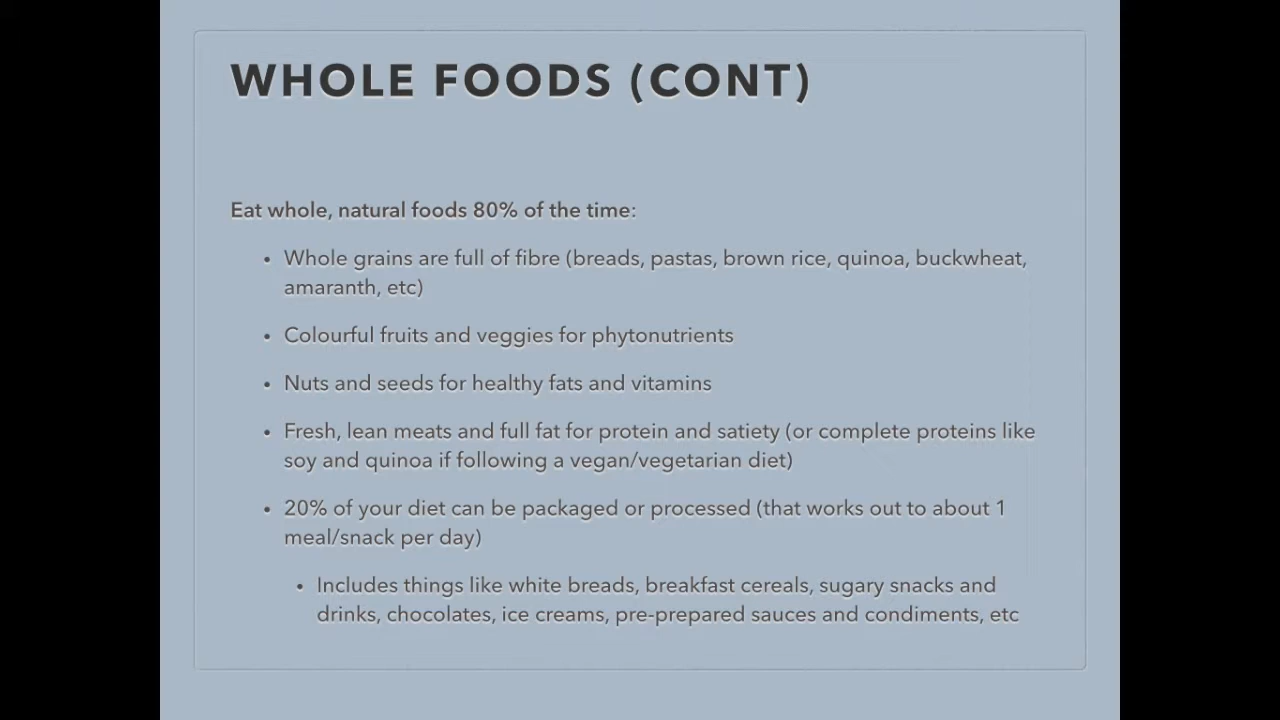 WHOLE FOODS (CONT)
Eat whole, natural foods 80% of the time:
• Whole grains are full of fibre (breads, pastas, brown rice, quinoa, buckwheat,
amaranth, etc)
• Colourful fruits and veggies for phytonutrients
• Nuts and seeds for healthy fats and vitamins
• Fresh, lean meats and full fat for protein and satiety (or complete proteins like
soy and quinoa if following a vegan/vegetarian diet)
• 20% of your diet can be packaged or processed (that works out to about 1
meal/snack per day)
• Includes things like white breads, breakfast cereals, sugary snacks and
drinks, chocolates, ice creams, pre-prepared sauces and condiments, etc